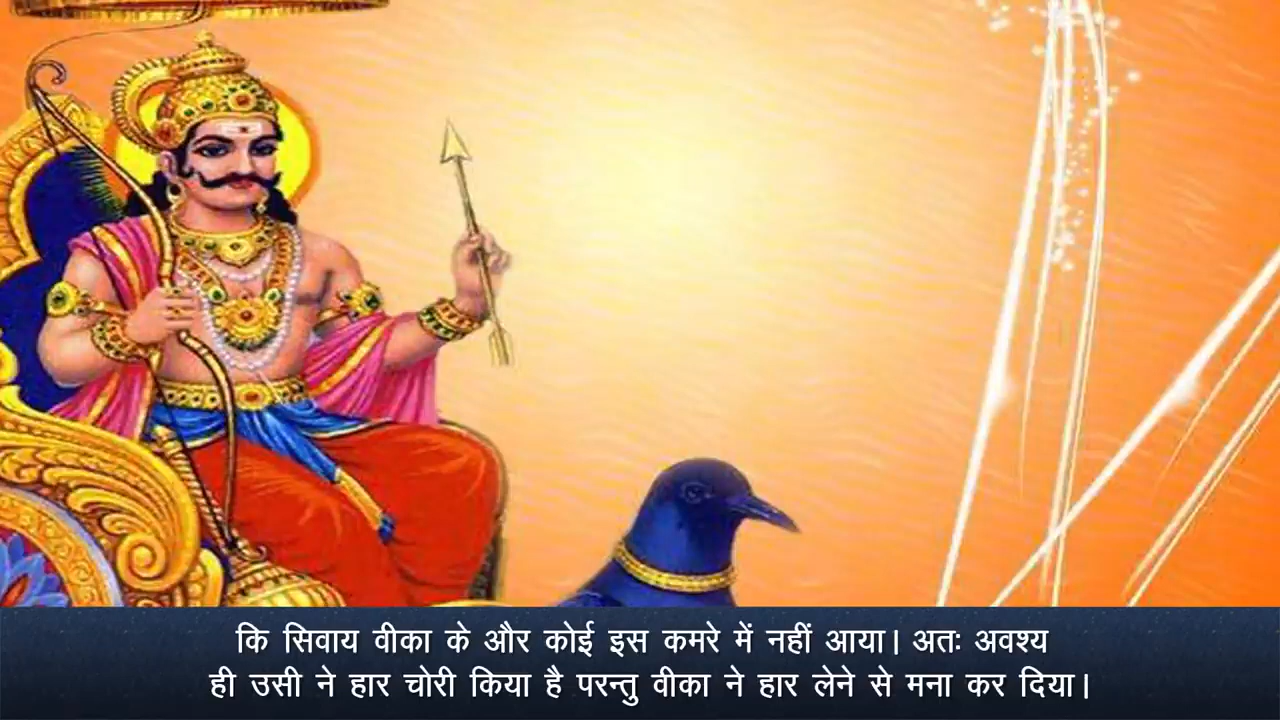 कि सिवाय वीका के और कोई इस कमरे में नहीं आया। अतः अवश्य
ही उसी ने हार चोरी किया है परन्तु वीका ने हार लेने से मना कर दिया।